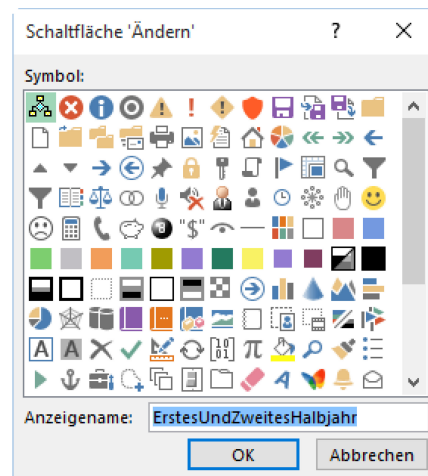 Schaltfläche 'Ändern'
Symbol:
"$"
π
A A
A
Anzeigename: ErstesUndZweitesHalbjahr
OK Abbrechen